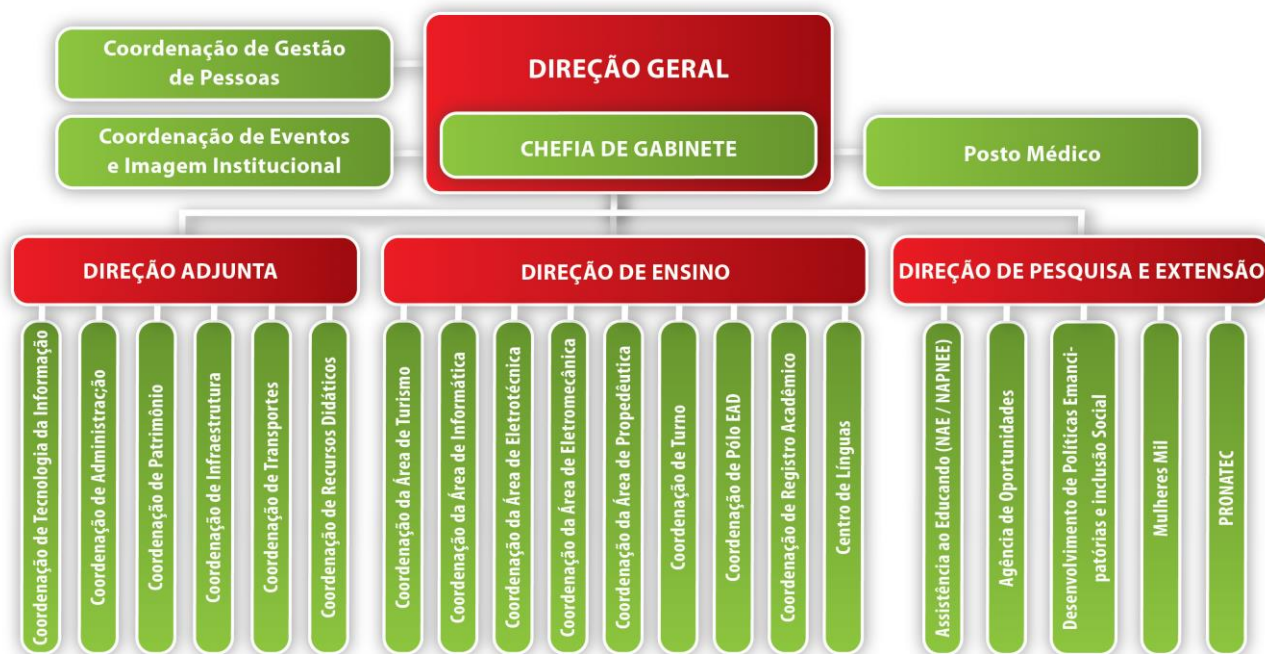 Coordenação de Gestão
de Pessoas
DIREÇÃO GERAL
Coordenação de Eventos
e Imagem Institucional
CHEFIA DE GABINETE
Posto Médico
DIREÇÃO ADJUNTA
DIREÇÃO DE ENSINO
DIREÇÃO DE PESQUISA E EXTENSÃO
Coordenação de Tecnologia da Informação
Coordenação de Administrac;ão
Coordenação de Patrimônio
Coordenação de Infraestrutura
Coordenação de Transportes
Coordenação de Recursos Didáticos
Coordenação da Área de Turismo
Coordenação da Área de Informática
Coordenação da Área de Eletrotécnica
Coordenação da Área de Eletromecânica
Coordenação da Área de Propedêutica
Coordenação de Turno
Coordenação de Pólo EAD
Coordenação de Registro Acadêmico
Centro de Línguas
Assistência ao Educando (NAE / NAPNEE)
Agência de Oportunidades
Desenvolvimento de Políticas Emanci-
patórias e inclusão Social
Mulheres Mil
PRONATEC